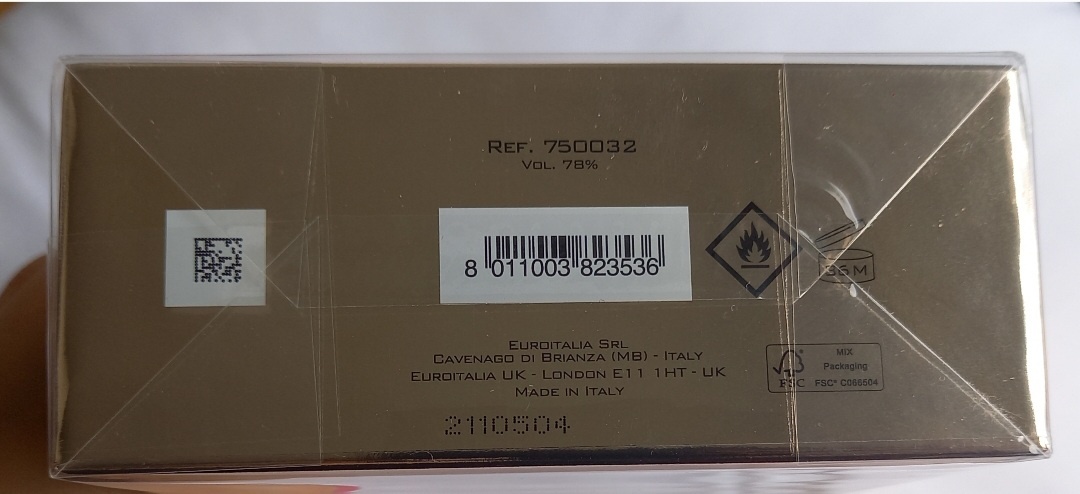 REF. 750032
VOL. 78%
8 011003 823536
36 M
EUROITALIA SRL
CAVENAGO DI BRIANZA (MB) - ITALY
EUROITALIA UK - LONDON E11 1HT - UK
MADE IN ITALY
MIX
Packaging
FSC FSC® C066504
2110504